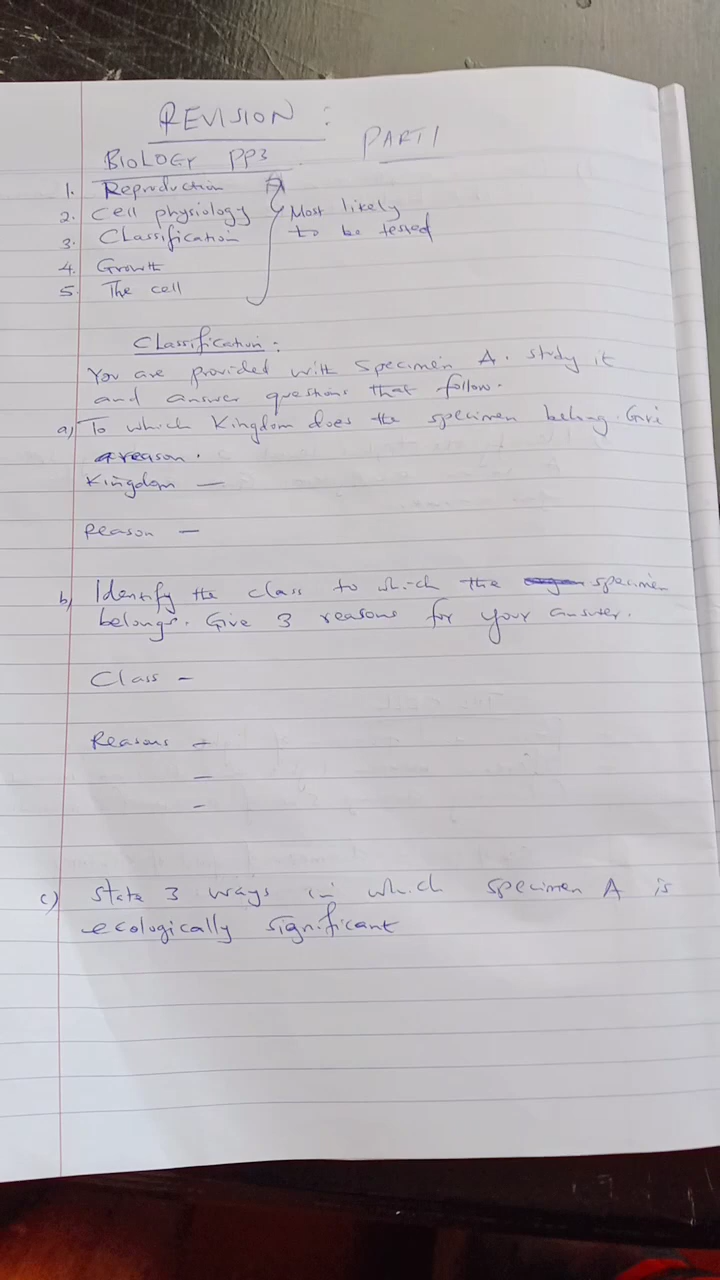 REVISION :
PART 1
BIOLOGY PP3
1. Reproduction
2. Cell physiology
3. Classification
4. Growth
5. The cell
Most likely
to be tested
Classification :
You are provided with specimen A. study it
and answer questions that follow.
a) To which Kingdom does the specimen belong. Give
a reason.
Kingdom —
Reason —
b) Identify the class to which the specimen
belongs. Give 3 reasons for your answer.
Class -
Reasons -
-
-
c) State 3 ways in which specimen A is
ecologically significant